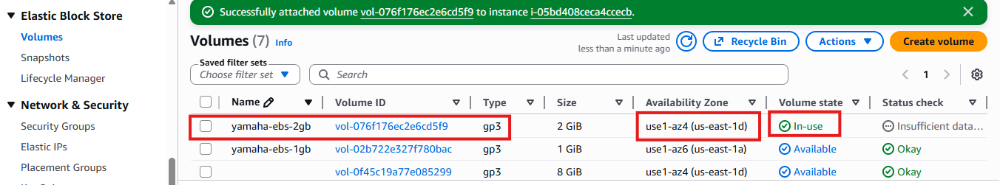 Elastic Block Store
Volumes
Snapshots
Lifecycle Manager
Network & Security
Security Groups
Elastic IPs
Placement Groups
Successfully attached volume vol-076f176ec2e6cd5f9 to instance i-05bd408ceca4ccecb.
Volumes (7) Info
Last updated
less than a minute ago
Recycle Bin
Actions
Create volume
Saved filter sets
Choose filter set
Search
1
Name Volume ID Type Size Availability Zone Volume state Status check
yamaha-ebs-2gb vol-076f176ec2e6cd5f9 gp3 2 GiB use1-az4 (us-east-1d) In-use Insufficient data...
yamaha-ebs-1gb vol-02b722e327f780bac gp3 1 GiB use1-az6 (us-east-1a) Available Okay
vol-0f45c19a77e085299 gp3 8 GiB use1-az4 (us-east-1d) Available Okay